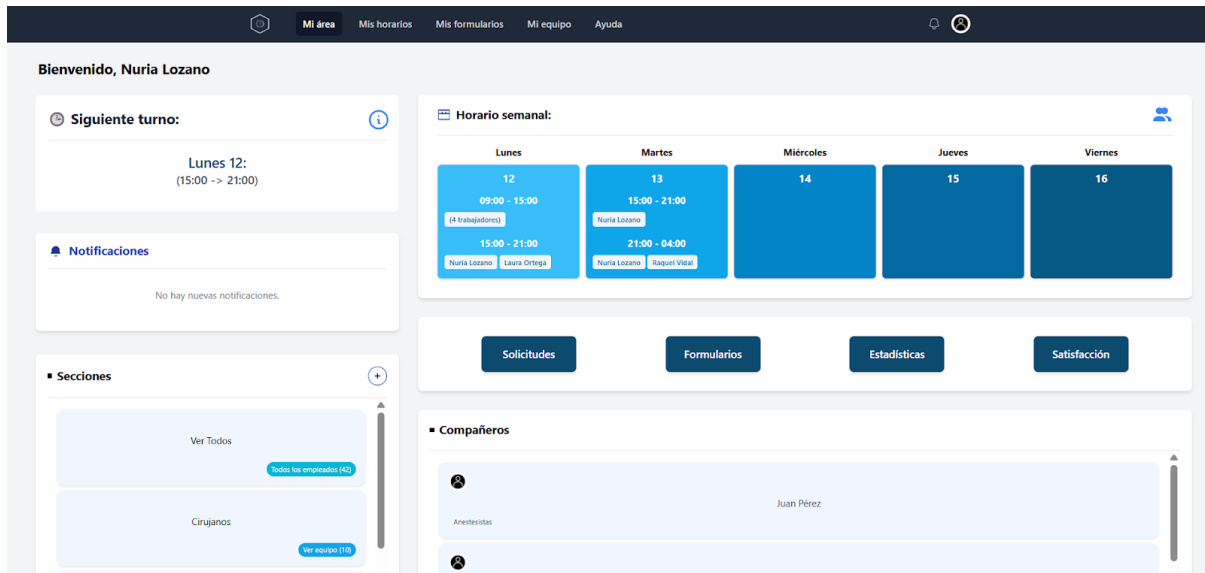 Mi área Mis horarios Mis formularios Mi equipo Ayuda
Bienvenido, Nuria Lozano
Siguiente turno:
Lunes 12:
(15:00 -> 21:00)
Notificaciones
No hay nuevas notificaciones.
Secciones
Ver Todos
Todos los empleados (42)
Cirujanos
Ver equipo (10)
Horario semanal:
Lunes Martes Miércoles Jueves Viernes
12 13 14 15 16
09:00 - 15:00 15:00 - 21:00
(4 trabajadores) Nuria Lozano
15:00 - 21:00 21:00 - 04:00
Nuria Lozano Laura Ortega Nuria Lozano Raquel Vidal
Solicitudes Formularios Estadísticas Satisfacción
Compañeros
Juan Pérez
Anestesistas